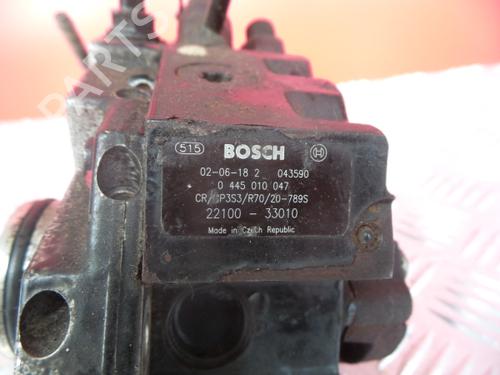 515 BOSCH
02-06-18 2 043590
0 445 010 047
CR/CP3S3/R70/20-789S
22100 - 33010
Made in Czech Republic